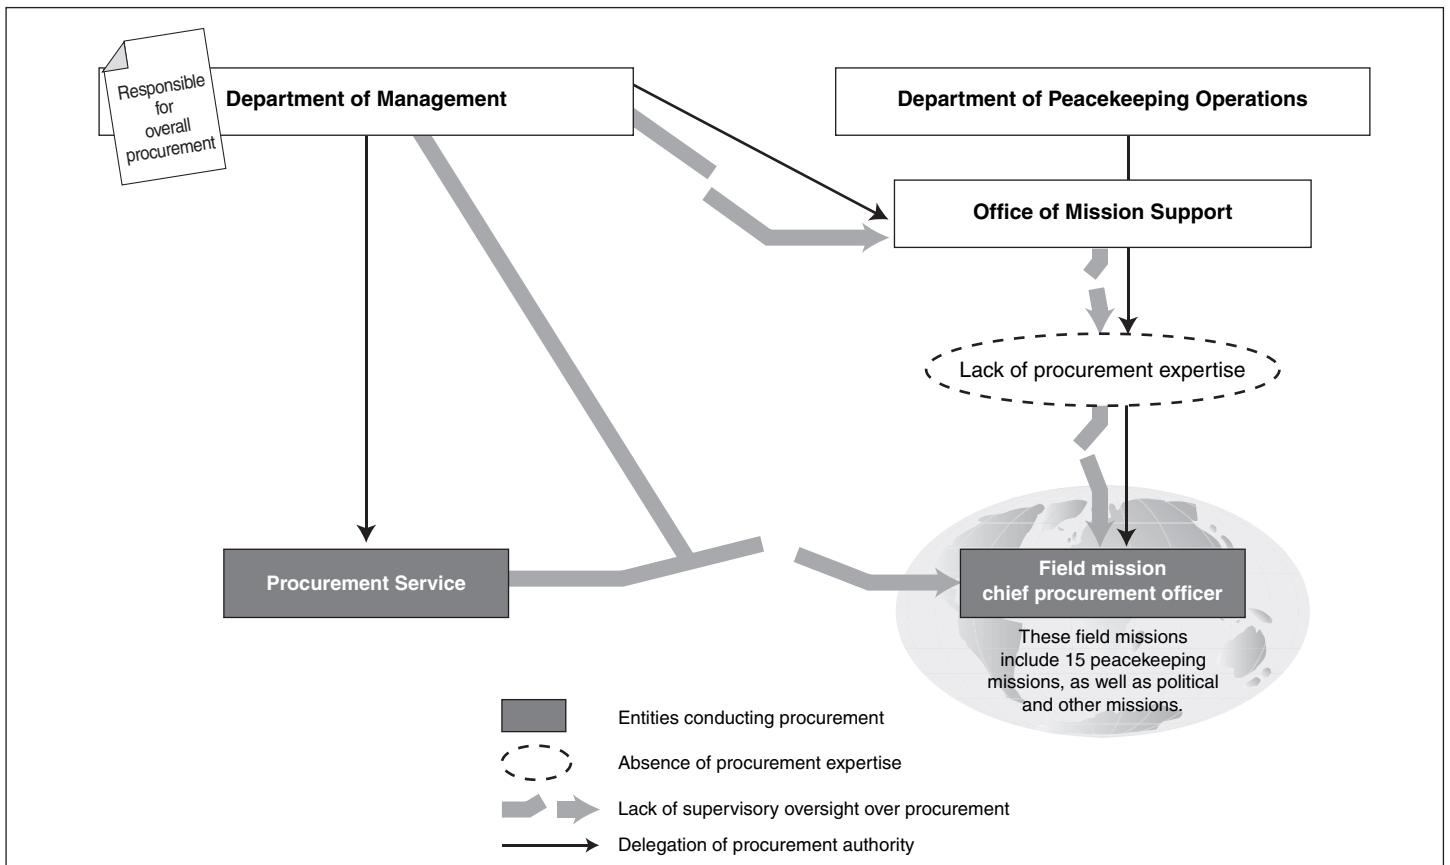 Responsible
for
overall
procurement
Department of Management
Department of Peacekeeping Operations
Office of Mission Support
Lack of procurement expertise
Procurement Service
Field mission
chief procurement officer
These field missions
include 15 peacekeeping
missions, as well as political
and other missions.
Entities conducting procurement
Absence of procurement expertise
Lack of supervisory oversight over procurement
Delegation of procurement authority